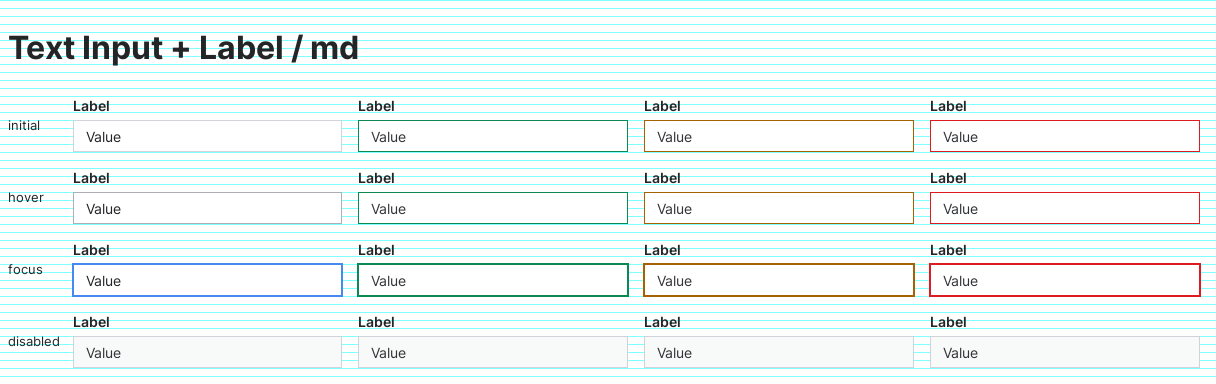 Text Input + Label / md
Label Label Label Label
initial Value Value Value Value
Label Label Label Label
hover Value Value Value Value
Label Label Label Label
focus Value Value Value Value
Label Label Label Label
disabled Value Value Value Value